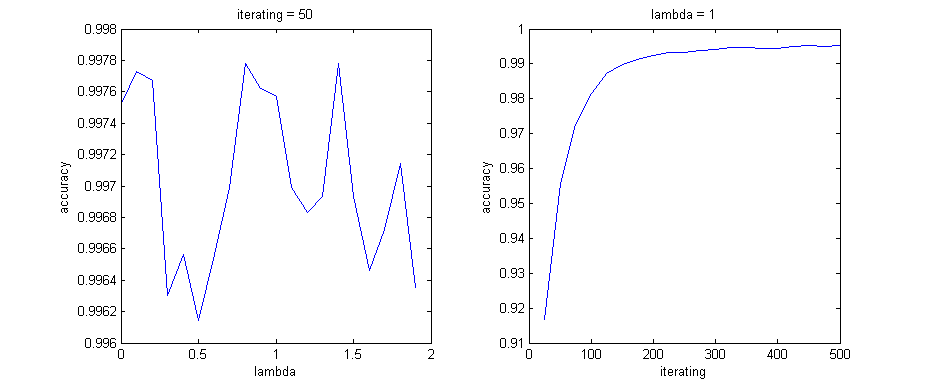 iterating = 50
0.998
0.9978
0.9976
0.9974
0.9972
0.997
0.9968
0.9966
0.9964
0.9962
0.996
accuracy
0 0.5 1 1.5 2
lambda
lambda = 1
1
0.99
0.98
0.97
0.96
0.95
0.94
0.93
0.92
0.91
accuracy
0 100 200 300 400 500
iterating